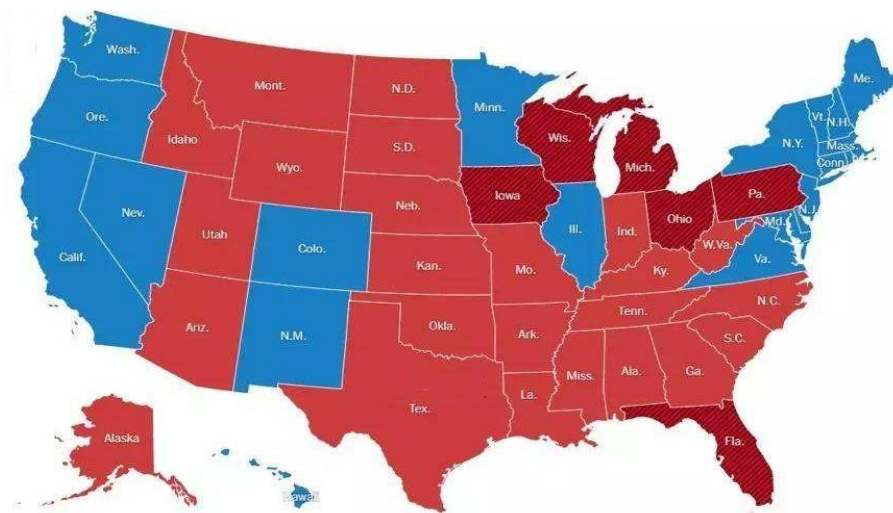 Wash.
Ore.
Calif.
Nev.
Idaho
Mont.
Wyo.
Utah
Colo.
Ariz.
N.M.
N.D.
S.D.
Neb.
Kan.
Okla.
Tex.
Minn.
Iowa
Mo.
Ark.
La.
Wis.
Ill.
Mich.
Ind.
Ohio
Ky.
Tenn.
Miss.
Ala.
Ga.
Fla.
S.C.
N.C.
Va.
W.Va.
Pa.
Md.
N.J.
N.Y.
Conn.
Mass.
Vt.
N.H.
Me.
Alaska
Hawaii